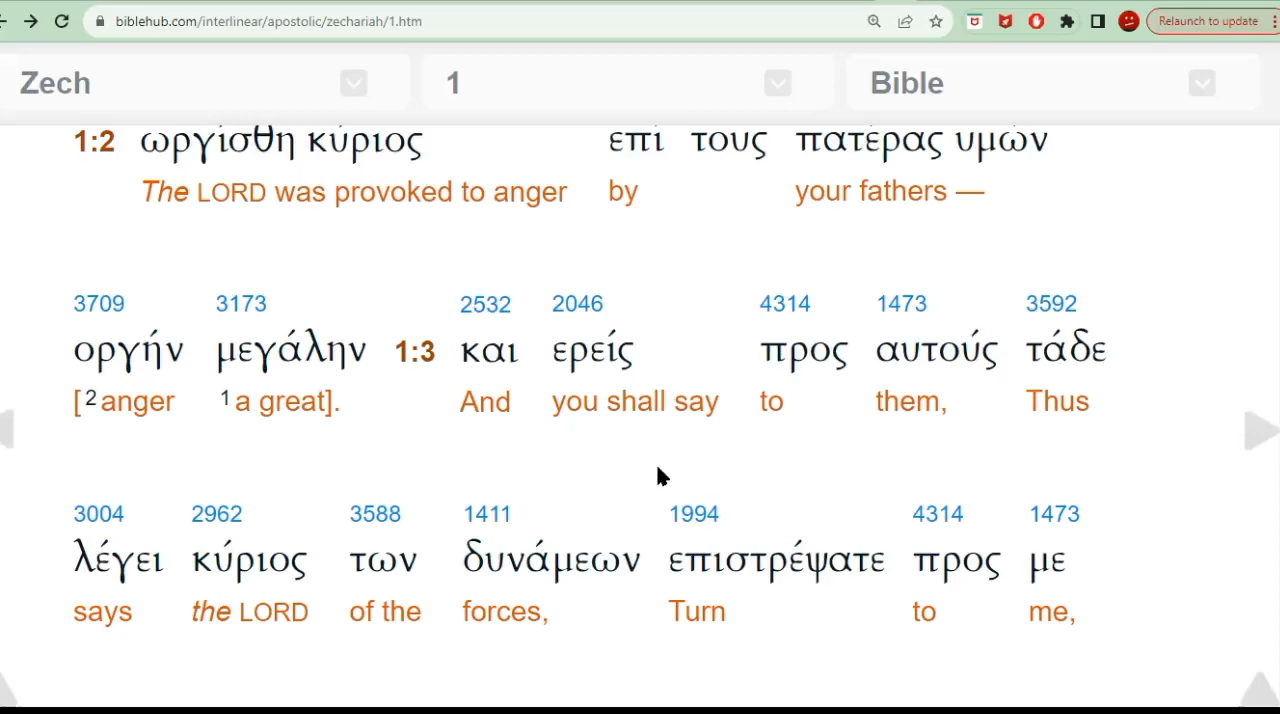 biblehub.com/interlinear/apostolic/zechariah/1.htm Relaunch to update
Zech 1 Bible
1:2 ωργίσθη κύριος επί τους πατέρας υμών
The LORD was provoked to anger by your fathers —
3709 3173 2532 2046 4314 1473 3592
οργήν μεγάλην 1:3 και ερείς προς αυτούς τάδε
[2anger 1a great]. And you shall say to them, Thus
3004 2962 3588 1411 1994 4314 1473
λέγει κύριος των δυνάμεων επιστρέψατε προς με
says the LORD of the forces, Turn to me,